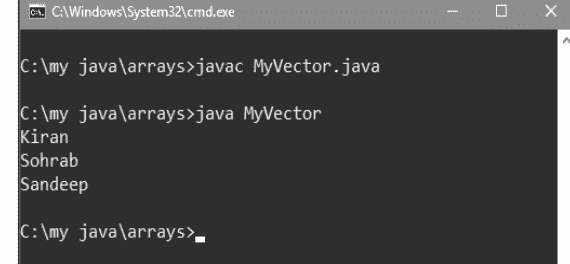 C:\Windows\System32\cmd.exe
C:\my java\arrays>javac MyVector.java
C:\my java\arrays>java MyVector
Kiran
Sohrab
Sandeep
C:\my java\arrays>